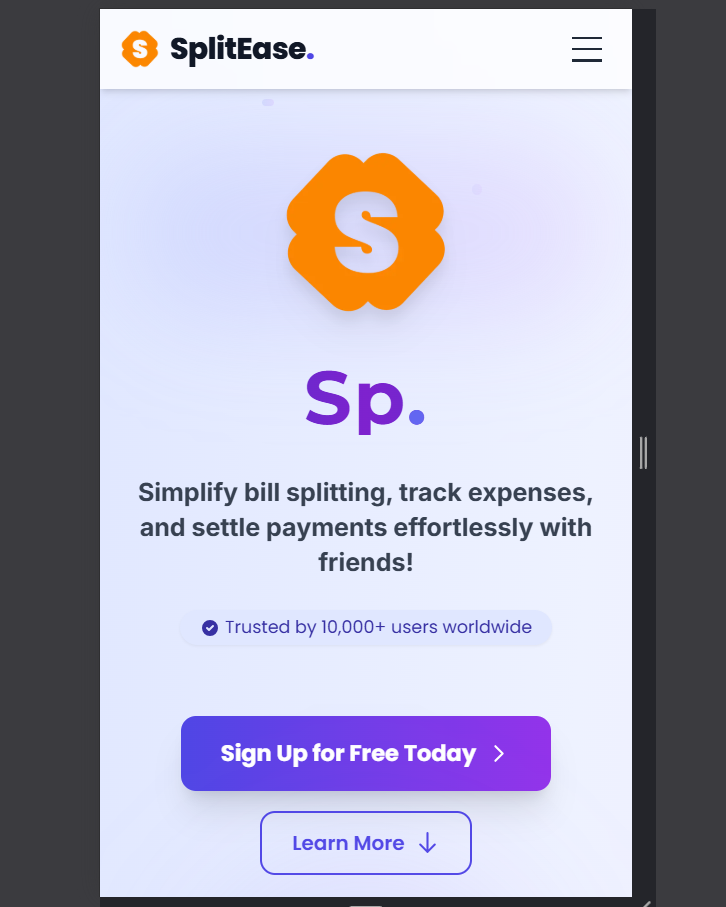 S SplitEase.
S
Sp.
Simplify bill splitting, track expenses,
and settle payments effortlessly with
friends!
Trusted by 10,000+ users worldwide
Sign Up for Free Today
Learn More